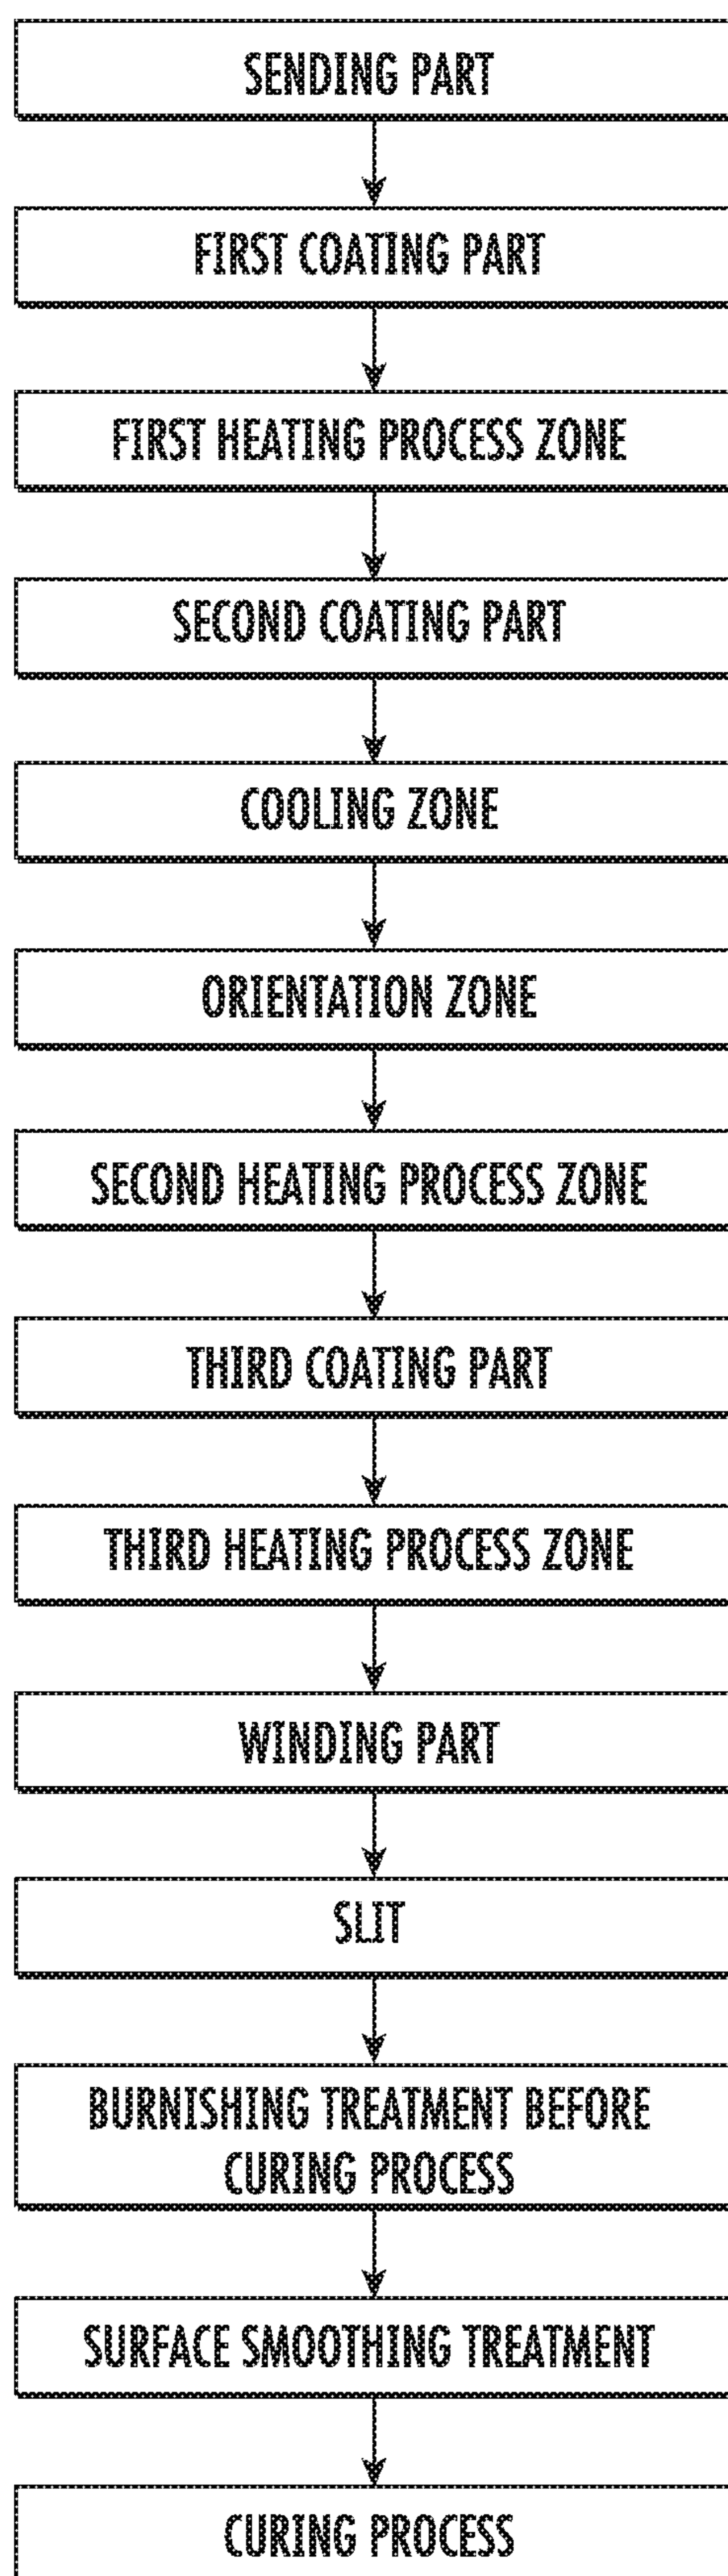 SENDING PART
FIRST COATING PART
FIRST HEATING PROCESS ZONE
SECOND COATING PART
COOLING ZONE
ORIENTATION ZONE
SECOND HEATING PROCESS ZONE
THIRD COATING PART
THIRD HEATING PROCESS ZONE
WINDING PART
SLIT
BURNISHING TREATMENT BEFORE
CURING PROCESS
SURFACE SMOOTHING TREATMENT
CURING PROCESS